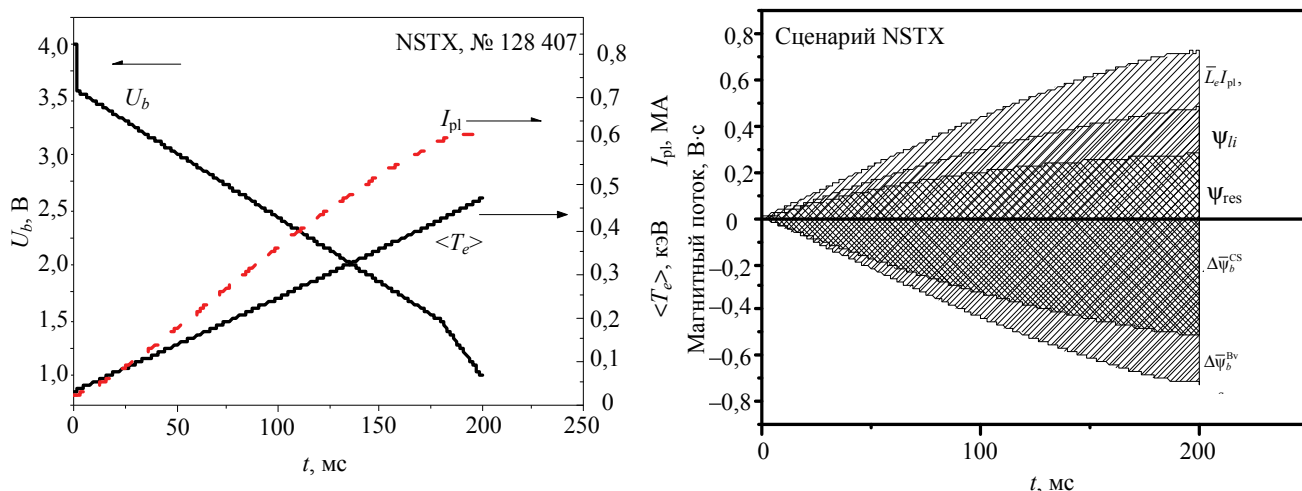 NSTX, № 128 407
U_b
I_pl
<T_e>
4,0
3,5
3,0
2,5
2,0
1,5
1,0
U_b, В
0,8
0,7
0,6
0,5
0,4
0,3
0,2
0,1
0
<T_e>, кэВ I_pl, МА
0 50 100 150 200 250
t, мс
Сценарий NSTX
0,8
0,6
0,4
0,2
0
−0,2
−0,4
−0,6
−0,8
Магнитный поток, В·с
L̅_e I_pl,
Ψ_li
Ψ_res
Δψ̅_b^CS
Δψ̅_b^Bv
0 100 200
t, мс